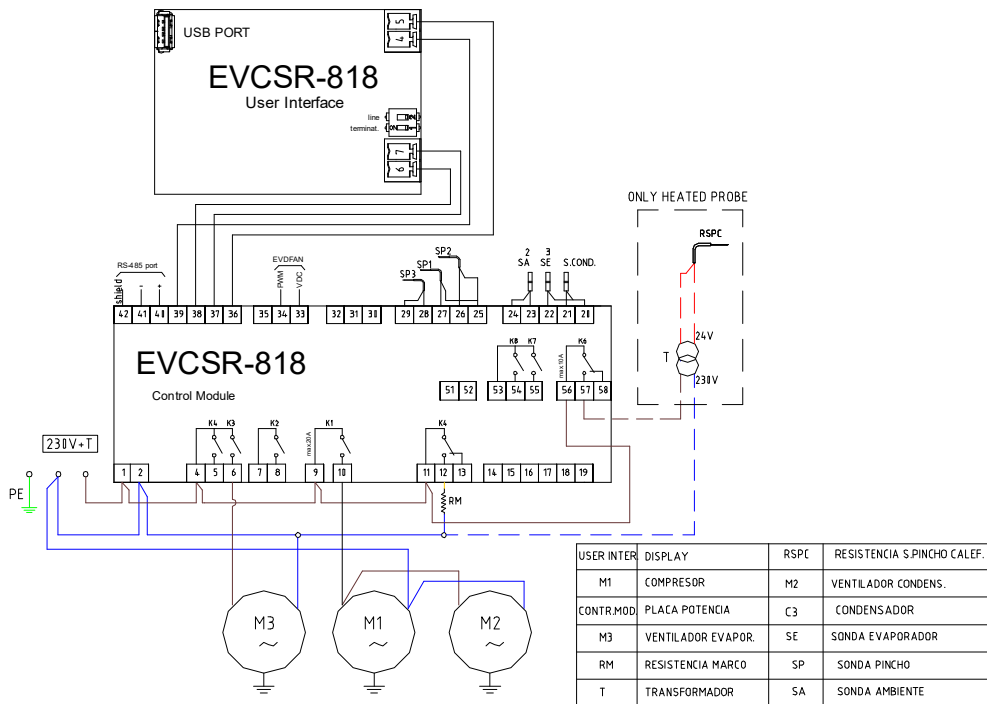 USB PORT
5
4
EVCSR-818
User Interface
line
terminat.
7
6
ONLY HEATED PROBE
RSPC
24V
T
230V
RS-485 port
shield
-
+
EVDFAN
PWM
VDC
SP3
SP1
SP2
2
SA
3
SE
S.COND.
42 41 40 39 38 37 36 35 34 33 32 31 30 29 28 27 26 25 24 23 22 21 20
EVCSR-818
Control Module
K8 K7
max10A
K6
51 52 53 54 55 56 57 58
230V+T
PE
K4 K3 K2
max20A
K1
K4
1 2 4 5 6 7 8 9 10 11 12 13 14 15 16 17 18 19
RM
M3
~
M1
~
M2
~
USER INTER. DISPLAY RSPC RESISTENCIA S.PINCHO CALEF.
M1 COMPRESOR M2 VENTILADOR CONDENS.
CONTR.MOD. PLACA POTENCIA C3 CONDENSADOR
M3 VENTILADOR EVAPOR. SE SONDA EVAPORADOR
RM RESISTENCIA MARCO SP SONDA PINCHO
T TRANSFORMADOR SA SONDA AMBIENTE